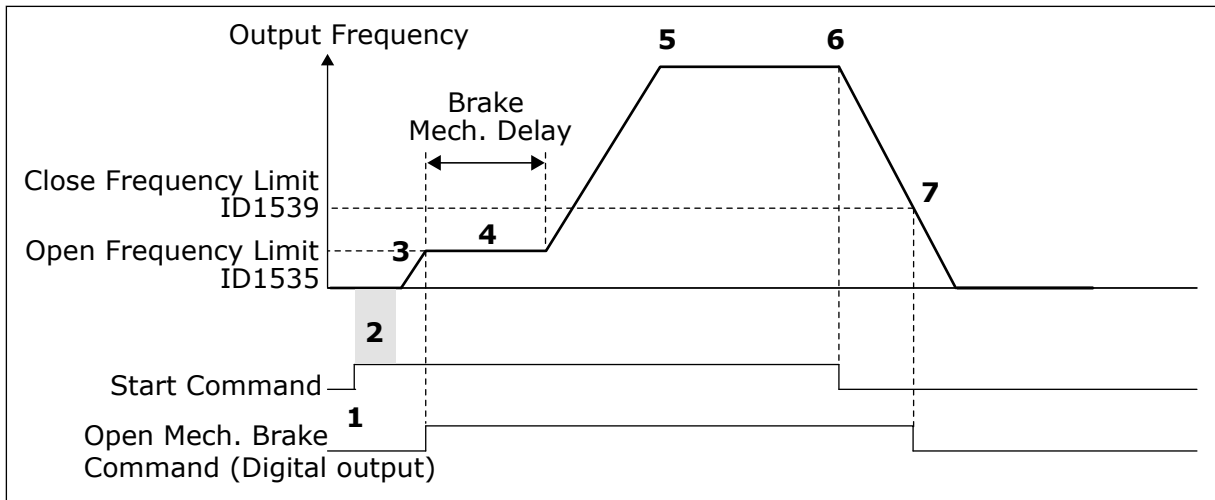 Output Frequency
5
6
Brake
Mech. Delay
Close Frequency Limit
ID1539
7
3
4
Open Frequency Limit
ID1535
2
Start Command
1
Open Mech. Brake
Command (Digital output)